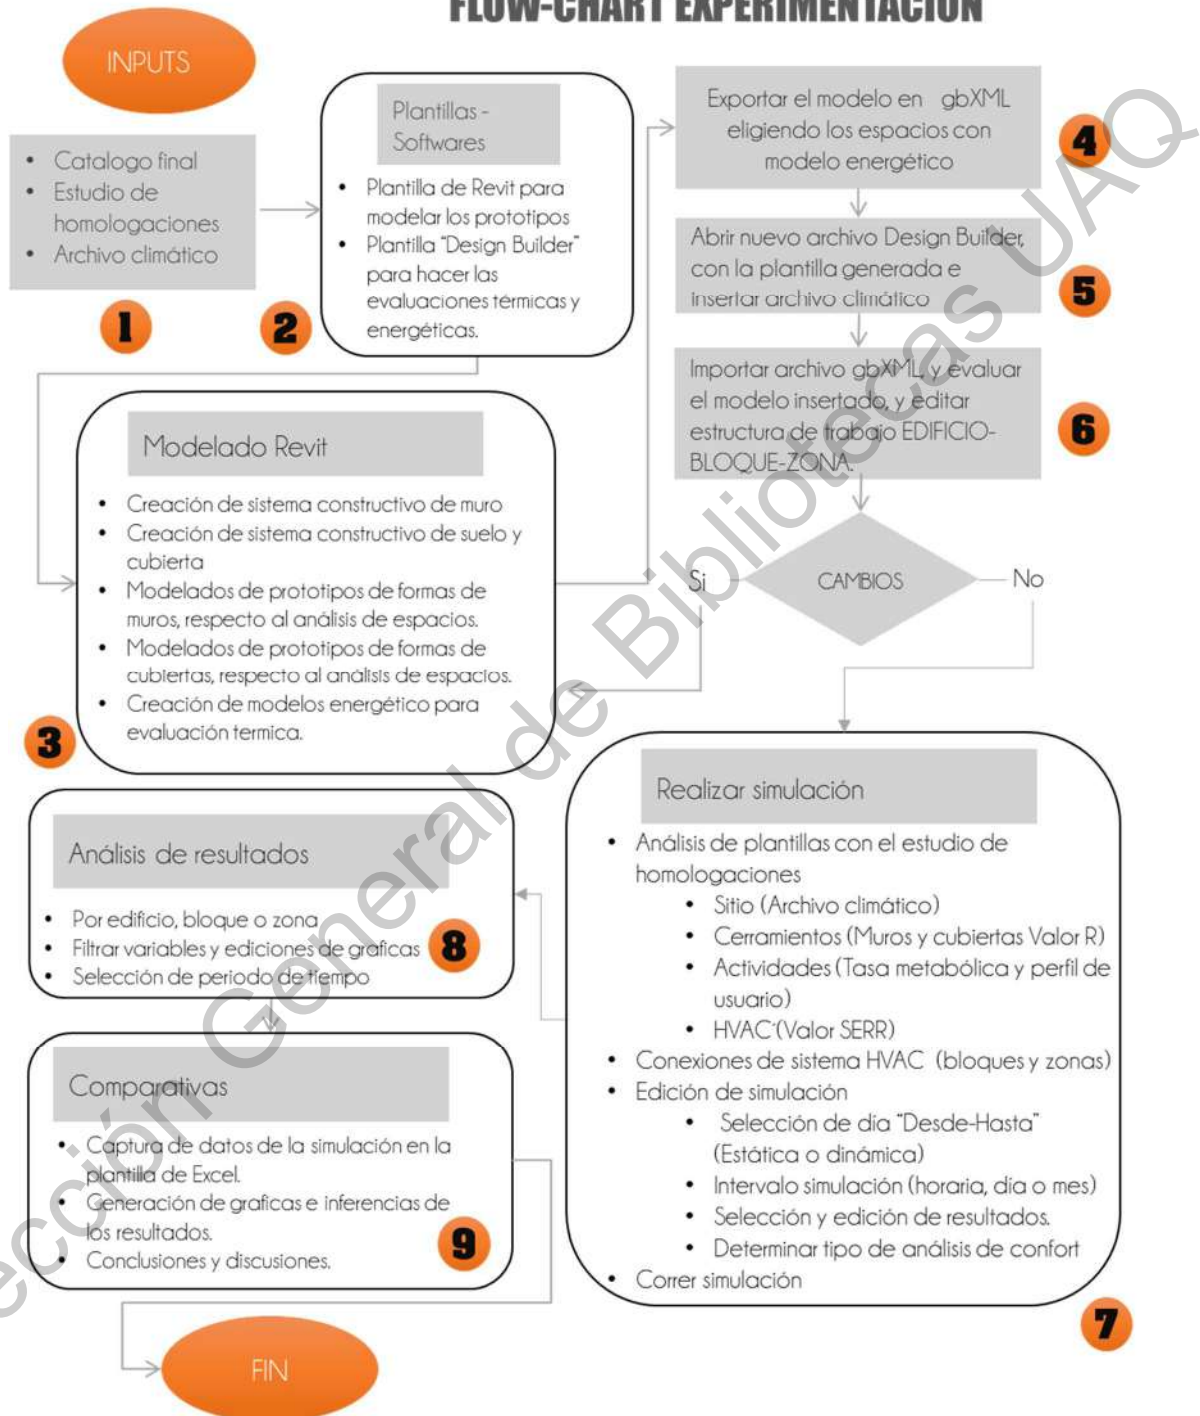 FLOW-CHART EXPERIMENTACIÓN
INPUTS
• Catalogo final
• Estudio de
homologaciones
• Archivo climático
1
2
Plantillas -
Softwares
• Plantilla de Revit para
modelar los prototipos
• Plantilla "Design Builder"
para hacer las
evaluaciones térmicas y
energéticas.
Modelado Revit
• Creación de sistema constructivo de muro
• Creación de sistema constructivo de suelo y
cubierta
• Modelados de prototipos de formas de
muros, respecto al análisis de espacios.
• Modelados de prototipos de formas de
cubiertas, respecto al análisis de espacios.
• Creación de modelos energético para
evaluación termica.
3
Exportar el modelo en gbXML
eligiendo los espacios con
modelo energético
4
Abrir nuevo archivo Design Builder,
con la plantilla generada e
insertar archivo climático
5
Importar archivo gbXML, y evaluar
el modelo insertado, y editar
estructura de trabajo EDIFICIO-
BLOQUE-ZONA.
6
Si
CAMBIOS
No
Realizar simulación
• Análisis de plantillas con el estudio de
homologaciones
• Sitio (Archivo climático)
• Cerramientos (Muros y cubiertas Valor R)
• Actividades (Tasa metabólica y perfil de
usuario)
• HVAC (Valor SERR)
• Conexiones de sistema HVAC (bloques y zonas)
• Edición de simulación
• Selección de día "Desde-Hasta"
(Estática o dinámica)
• Intervalo simulación (horaria, día o mes)
• Selección y edición de resultados.
• Determinar tipo de análisis de confort
• Correr simulación
7
Análisis de resultados
• Por edificio, bloque o zona
• Filtrar variables y ediciones de graficas
• Selección de periodo de tiempo
8
Comparativas
• Captura de datos de la simulación en la
plantilla de Excel.
• Generación de graficas e inferencias de
los resultados.
• Conclusiones y discusiones.
9
FIN
ección General de Bibliotecas UAQ